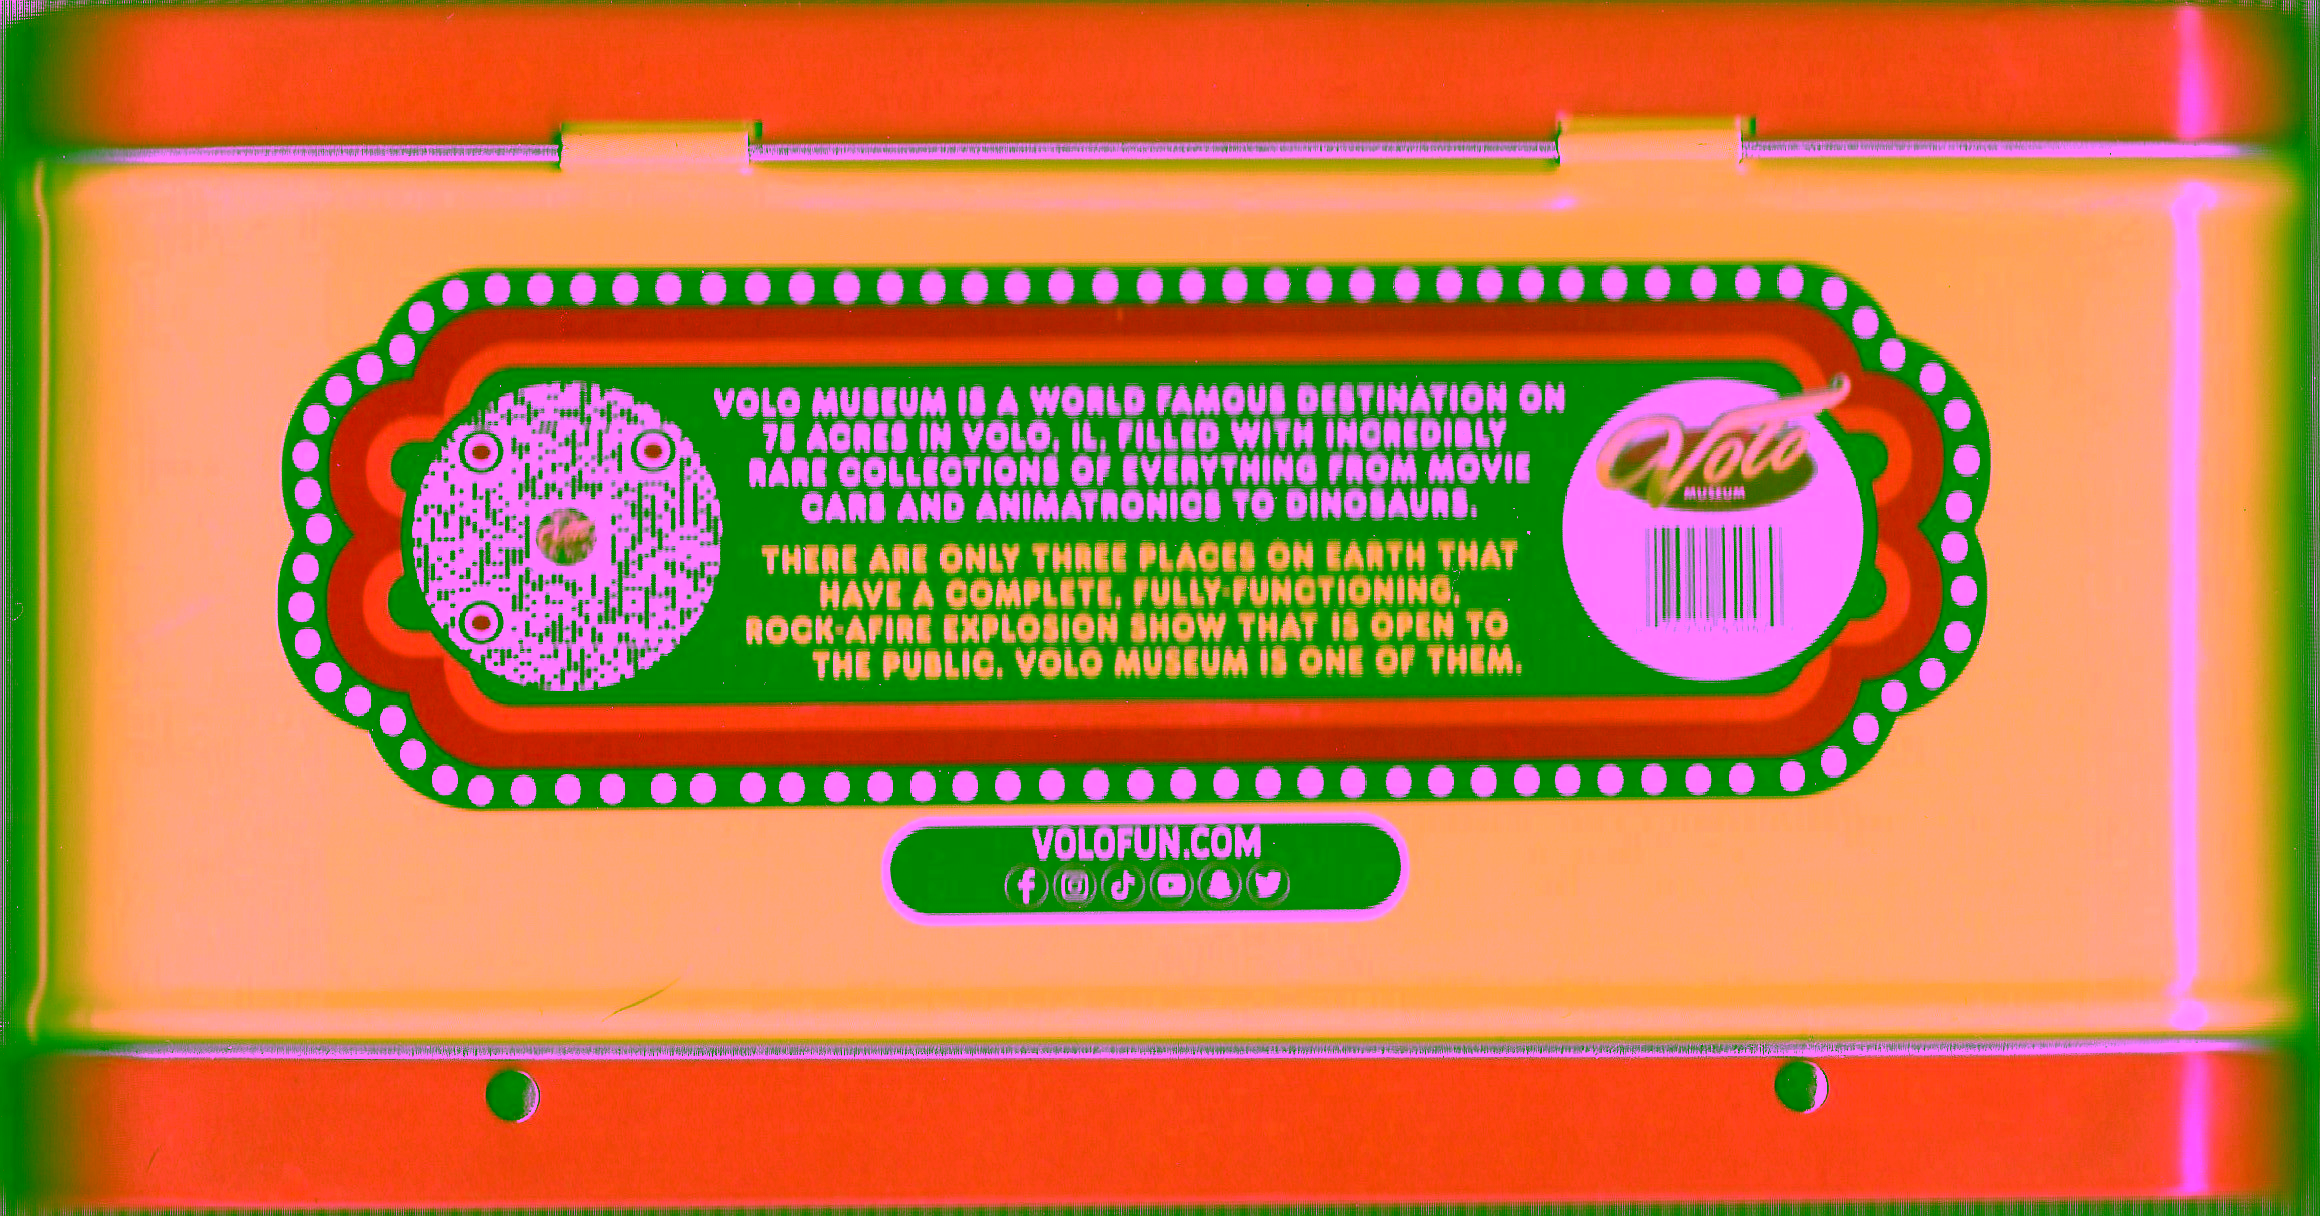 VOLO MUSEUM IS A WORLD FAMOUS DESTINATION ON
75 ACRES IN VOLO, IL, FILLED WITH INCREDIBLY
RARE COLLECTIONS OF EVERYTHING FROM MOVIE
CARS AND ANIMATRONICS TO DINOSAURS.
THERE ARE ONLY THREE PLACES ON EARTH THAT
HAVE A COMPLETE, FULLY-FUNCTIONING,
ROCK-AFIRE EXPLOSION SHOW THAT IS OPEN TO
THE PUBLIC. VOLO MUSEUM IS ONE OF THEM.
Volo
MUSEUM
VOLOFUN.COM